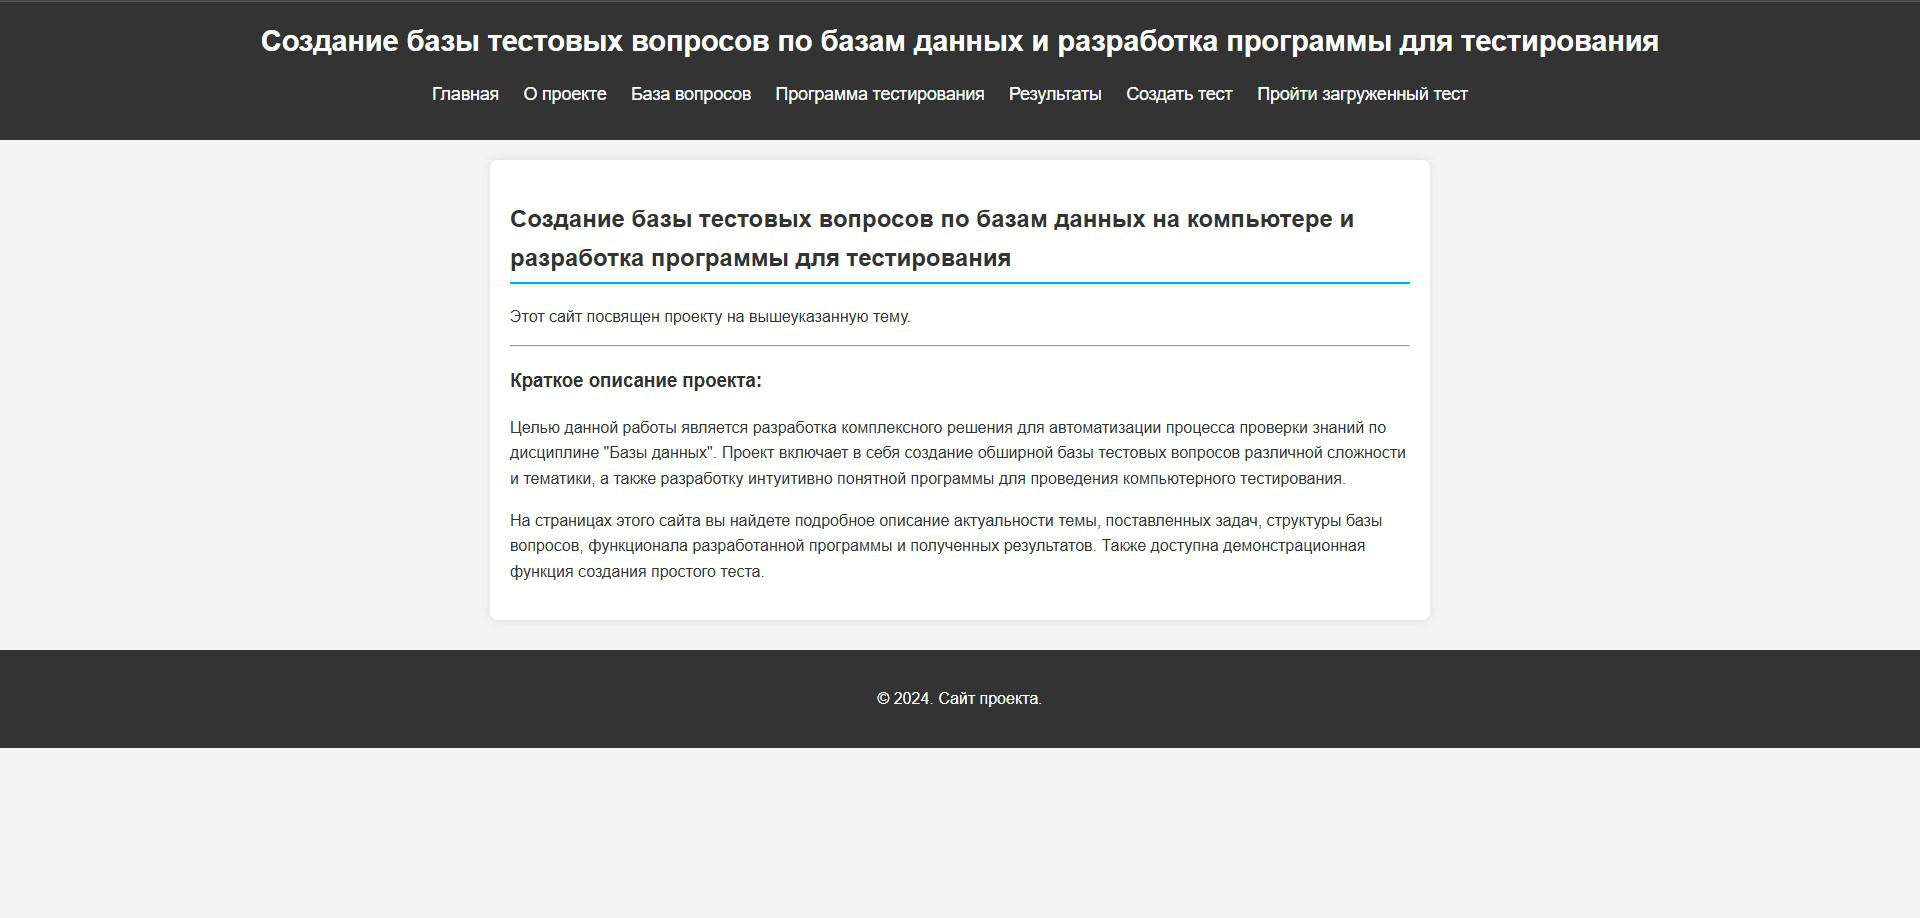 Создание базы тестовых вопросов по базам данных и разработка программы для тестирования
Главная О проекте База вопросов Программа тестирования Результаты Создать тест Пройти загруженный тест
Создание базы тестовых вопросов по базам данных на компьютере и
разработка программы для тестирования
Этот сайт посвящен проекту на вышеуказанную тему.
Краткое описание проекта:
Целью данной работы является разработка комплексного решения для автоматизации процесса проверки знаний по
дисциплине "Базы данных". Проект включает в себя создание обширной базы тестовых вопросов различной сложности
и тематики, а также разработку интуитивно понятной программы для проведения компьютерного тестирования.
На страницах этого сайта вы найдете подробное описание актуальности темы, поставленных задач, структуры базы
вопросов, функционала разработанной программы и полученных результатов. Также доступна демонстрационная
функция создания простого теста.
© 2024. Сайт проекта.